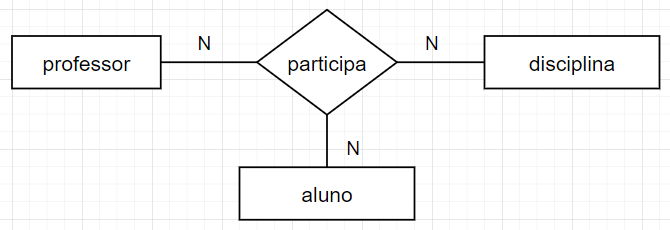 N
N
professor
participa
disciplina
N
aluno